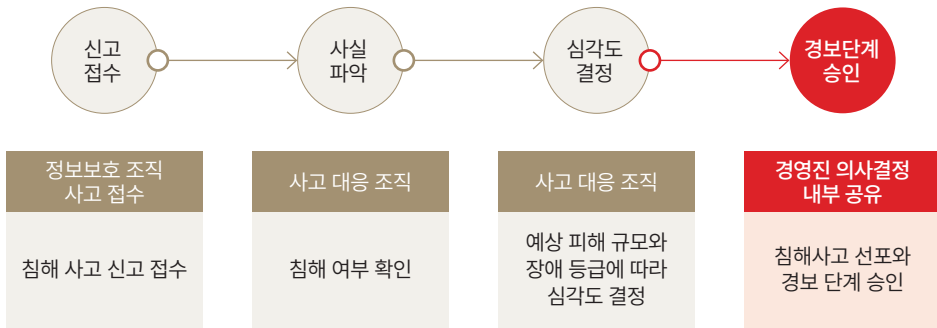 신고
접수
사실
파악
심각도
결정
경보단계
승인
정보보호 조직
사고 접수
침해 사고 신고 접수
사고 대응 조직
침해 여부 확인
사고 대응 조직
예상 피해 규모와
장애 등급에 따라
심각도 결정
경영진 의사결정
내부 공유
침해사고 선포와
경보 단계 승인